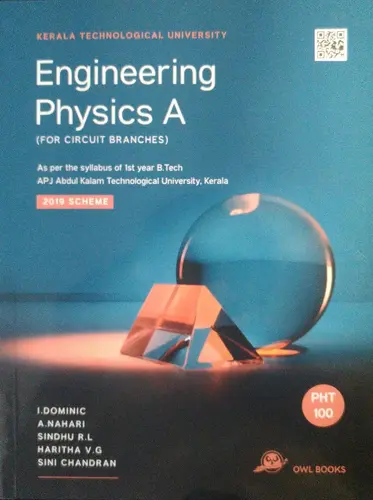 KERALA TECHNOLOGICAL UNIVERSITY
Engineering
Physics A
(FOR CIRCUIT BRANCHES)
As per the syllabus of 1st year B.Tech
APJ Abdul Kalam Technological University, Kerala
2019 SCHEME
I.DOMINIC
A.NAHARI
SINDHU R.L
HARITHA V.G
SINI CHANDRAN
PHT
100
OWL BOOKS